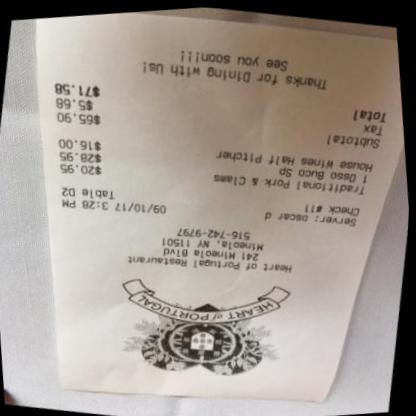 HEART of PORTUGAL
Heart of Portugal Restaurant
241 Mineola Blvd
Mineola, NY 11501
516-742-9797
Server: oscar d 09/10/17 3:28 PM
Check #11 Table D2
Traditional Pork & Clams $20.95
1 Osso Buco Sp $28.95
House Wines Half Pitcher $16.00
Subtotal $65.90
Tax $5.68
Total $71.58
Thanks for Dining with Us!
See you soon!!!